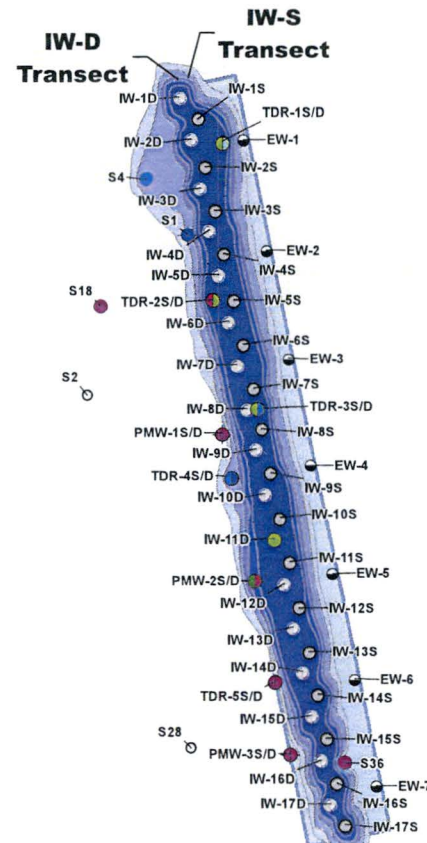 IW-S
Transect
IW-D
Transect
IW-1S
IW-1D
TDR-1S/D
IW-2D
EW-1
IW-2S
S4
IW-3D
IW-3S
S1
IW-4D
EW-2
IW-4S
IW-5D
S18
TDR-2S/D
IW-5S
IW-6D
IW-6S
EW-3
IW-7D
S2
IW-7S
IW-8D
TDR-3S/D
PMW-1S/D
IW-8S
IW-9D
EW-4
TDR-4S/D
IW-9S
IW-10D
IW-10S
IW-11D
IW-11S
EW-5
PMW-2S/D
IW-12D
IW-12S
IW-13D
IW-13S
IW-14D
EW-6
TDR-5S/D
IW-14S
IW-15D
S28
IW-15S
PMW-3S/D
S36
IW-16D
EW-7
IW-16S
IW-17D
IW-17S